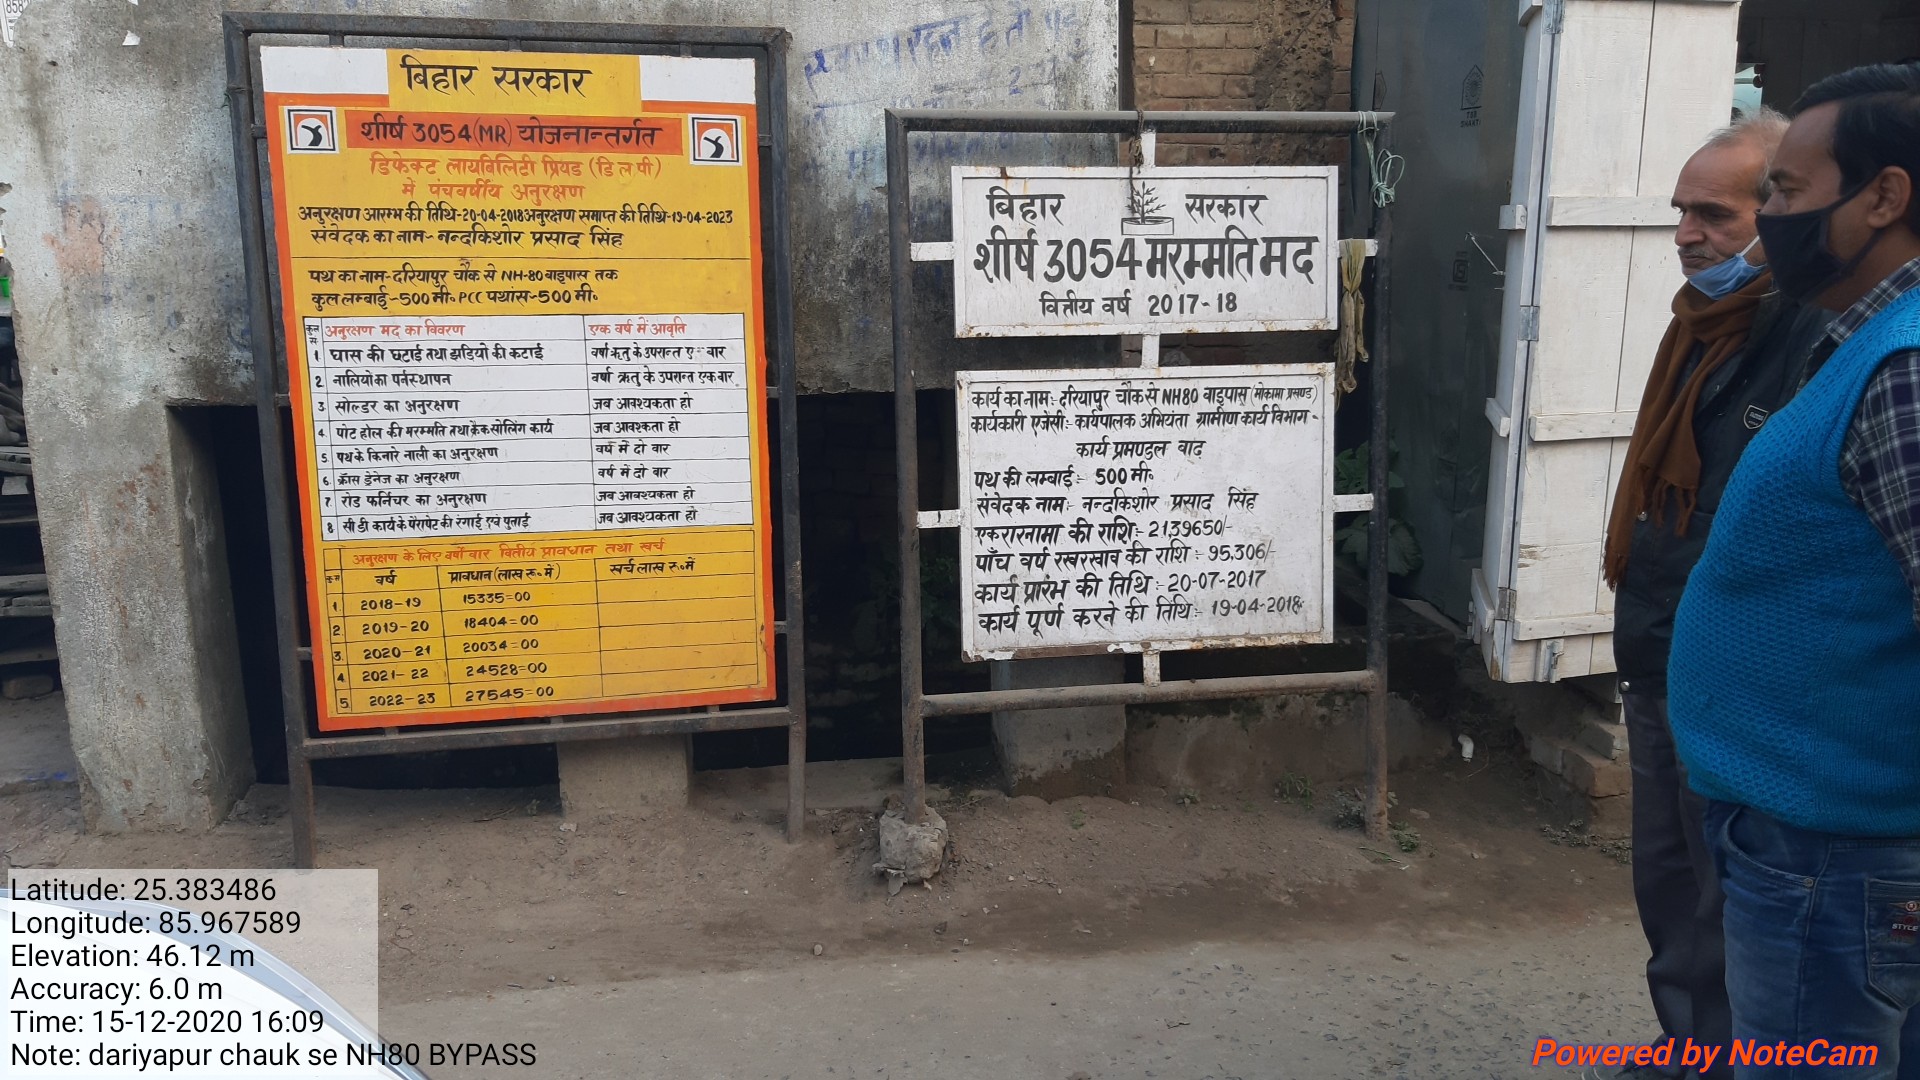 बिहार सरकार
शीर्ष 3054(MR) योजनान्तर्गत
डिफेक्ट लायबिलिटी प्रियड (डि ल पी)
में पंचवर्षीय अनुरक्षण
अनुरक्षण आरम्भ की तिथि-20-04-2018 अनुरक्षण समाप्त की तिथि-19-04-2023
संवेदक का नाम- नन्दकिशोर प्रसाद सिंह
पथ का नाम-दरियापुर चौक से NH-80 बाइपास तक
कुल लम्बाई-500 मी॰ PCC पथांस-500 मी॰
अनुरक्षण मद का विवरण एक वर्ष में आवृति
1 घास की घटाई तथा झडियो की कटाई वर्षा ऋतु के उपरान्त ए वार
2 नालियो का पर्नस्थापन वर्षा ऋतु के उपरान्त एक वार
3 सोल्डर का अनुरक्षण जब आवश्यकता हो
4 पोट होल की मरम्मति तथा क्रेक सोलिंग कार्य जब आवश्कता हो
5 पथ के किनारे नाली का अनुरक्षण वर्ष में दो वार
6 क्रॉस ड्रेनेज का अनुरक्षण वर्ष में दो वार
7 रोड फर्निचर का अनुरक्षण जब आवश्यकता हो
8 सी डी कार्य के पैरापेट की रंगाई एवं पुताई जब आवश्यकता हो
अनुरक्षण के लिए वर्षो वार वितीय प्रावधान तथा खर्च
वर्ष प्रावधान (लाख रू॰ में) खर्च लाख रू॰ में
1. 2018-19 15335=00
2. 2019-20 18404=00
3. 2020-21 20034=00
4 2021-22 24528=00
5. 2022-23 27545=00
बिहार सरकार
शीर्ष 3054 मरम्मति मद
वित्तीय वर्ष 2017-18
कार्य का नाम:- दरियापुर चौक से NH80 बाइपास (मोकामा प्रखण्ड)
कार्यकारी एजेंसी:- कार्यपालक अभियंता ग्रामीण कार्य विभाग-
कार्य प्रमण्डल बाढ़
पथ की लम्बाई:- 500 मी॰
संवेदक नाम:- नन्दकिशोर प्रसाद सिंह
एकरारनामा की राशि:- 2139650/-
पाँच वर्ष रखरखाव की राशि:- 95,306/-
कार्य प्रारंभ की तिथि:- 20-07-2017
कार्य पूर्ण करने की तिथि:- 19-04-2018
Latitude: 25.383486
Longitude: 85.967589
Elevation: 46.12 m
Accuracy: 6.0 m
Time: 15-12-2020 16:09
Note: dariyapur chauk se NH80 BYPASS
Powered by NoteCam